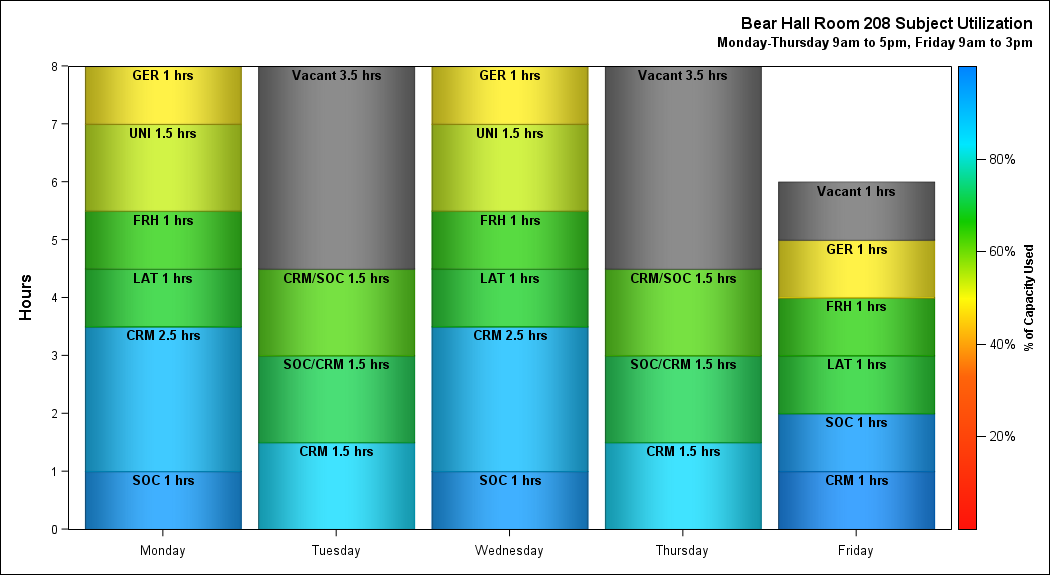 Bear Hall Room 208 Subject Utilization
Monday-Thursday 9am to 5pm, Friday 9am to 3pm
Hours
8
7
6
5
4
3
2
1
0
GER 1 hrs
UNI 1.5 hrs
FRH 1 hrs
LAT 1 hrs
CRM 2.5 hrs
SOC 1 hrs
Monday
Vacant 3.5 hrs
CRM/SOC 1.5 hrs
SOC/CRM 1.5 hrs
CRM 1.5 hrs
Tuesday
GER 1 hrs
UNI 1.5 hrs
FRH 1 hrs
LAT 1 hrs
CRM 2.5 hrs
SOC 1 hrs
Wednesday
Vacant 3.5 hrs
CRM/SOC 1.5 hrs
SOC/CRM 1.5 hrs
CRM 1.5 hrs
Thursday
Vacant 1 hrs
GER 1 hrs
FRH 1 hrs
LAT 1 hrs
SOC 1 hrs
CRM 1 hrs
Friday
80%
60%
40%
20%
% of Capacity Used